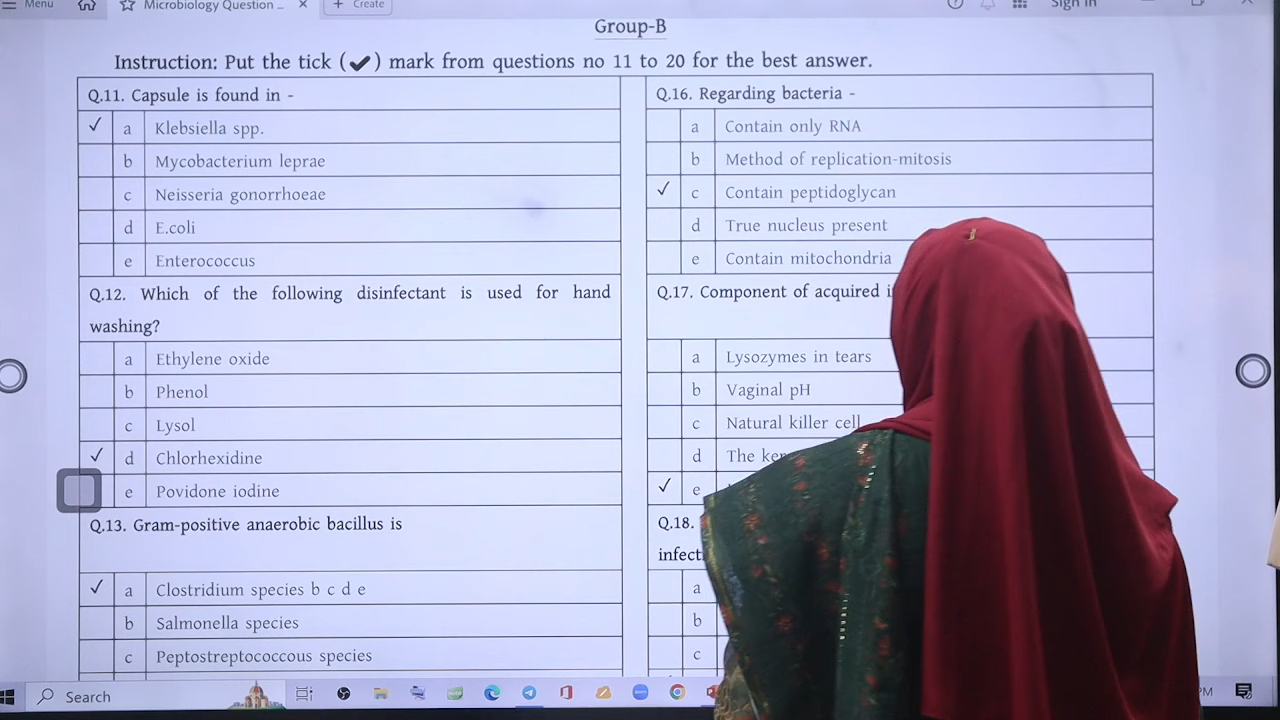 Menu
Microbiology Question ...
+ Create
Sign in
Group-B
Instruction: Put the tick (✔) mark from questions no 11 to 20 for the best answer.
Q.11. Capsule is found in -
✓ a Klebsiella spp.
b Mycobacterium leprae
c Neisseria gonorrhoeae
d E.coli
e Enterococcus
Q.12. Which of the following disinfectant is used for hand
washing?
a Ethylene oxide
b Phenol
c Lysol
✓ d Chlorhexidine
e Povidone iodine
Q.13. Gram-positive anaerobic bacillus is
✓ a Clostridium species b c d e
b Salmonella species
c Peptostreptococcous species
Q.16. Regarding bacteria -
a Contain only RNA
b Method of replication-mitosis
✓ c Contain peptidoglycan
d True nucleus present
e Contain mitochondria
Q.17. Component of acquired
a Lysozymes in tears
b Vaginal pH
c Natural killer cell
d The
✓ e
Q.18.
a
b
c
Search